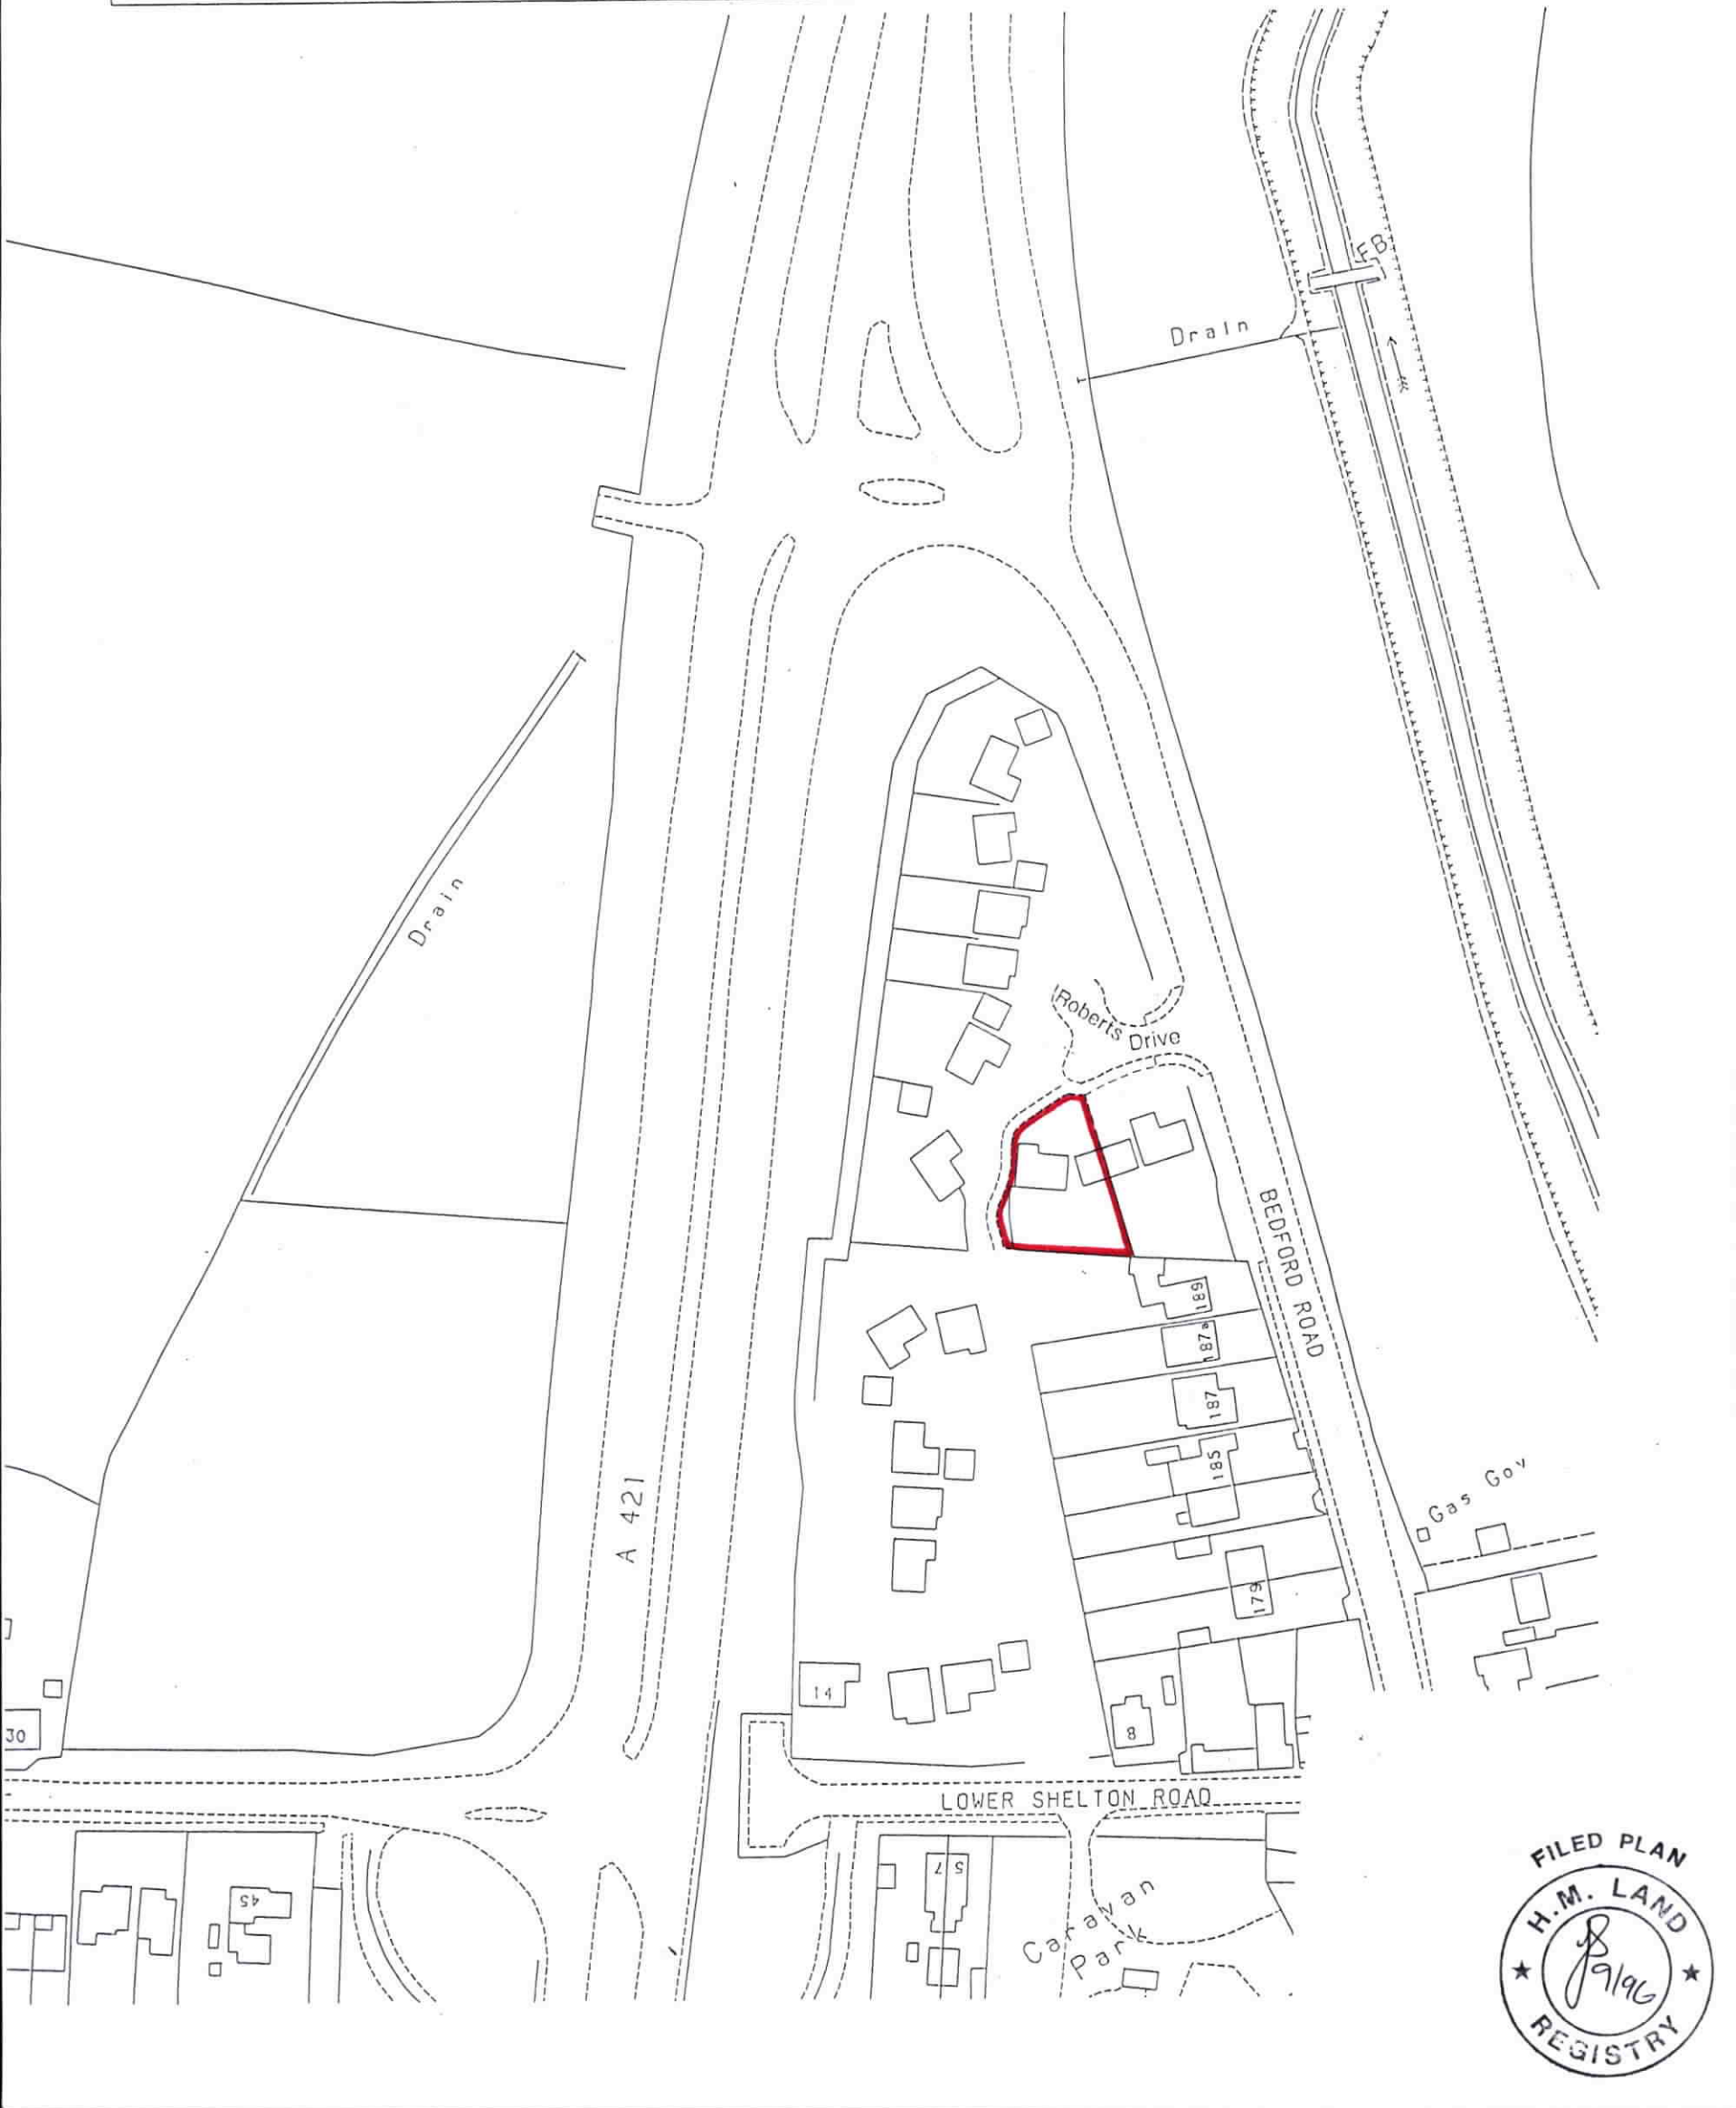 FB
Drain
Drain
Roberts Drive
BEDFORD ROAD
189
187a
187
185
Gas Gov
A 421
179
14
8
30
LOWER SHELTON ROAD
45
57
Caravan
Park
FILED PLAN
H.M. LAND
9/96
REGISTRY